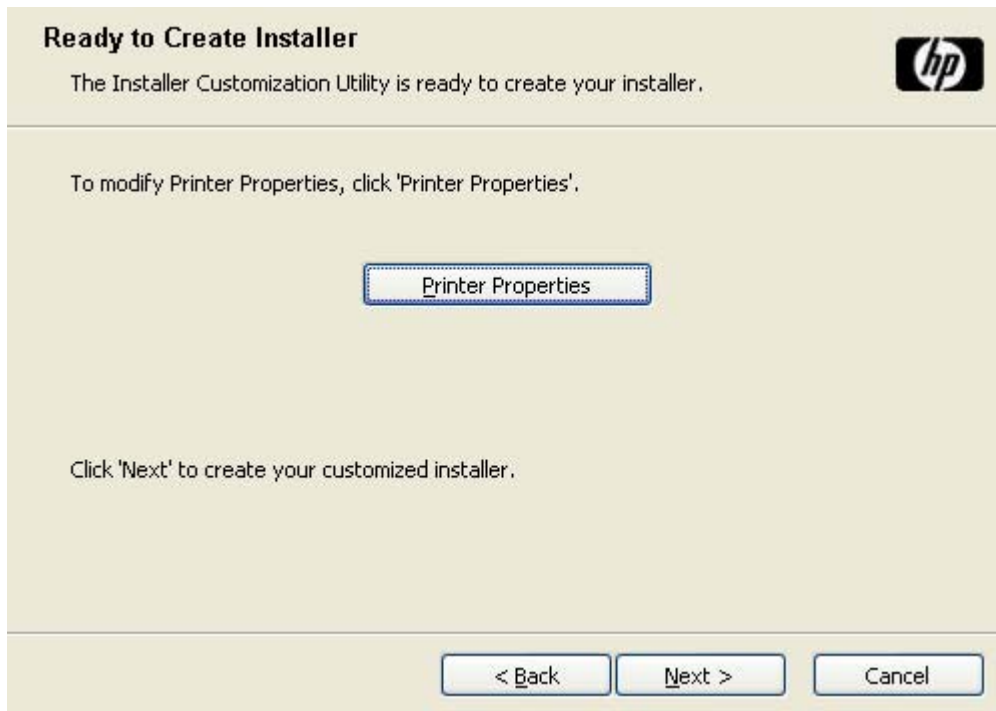 Ready to Create Installer
The Installer Customization Utility is ready to create your installer.
hp
To modify Printer Properties, click 'Printer Properties'.
Printer Properties
Click 'Next' to create your customized installer.
< Back
Next >
Cancel